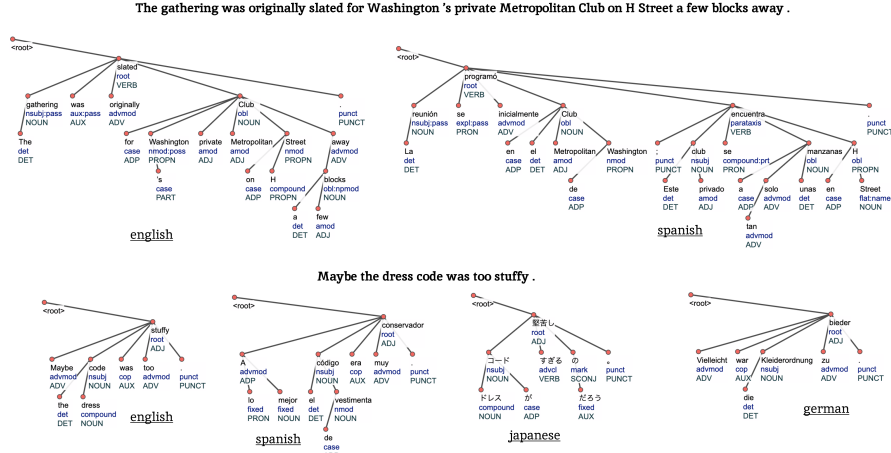 The gathering was originally slated for Washington 's private Metropolitan Club on H Street a few blocks away .
<root>
slated
root
VERB
gathering was originally Club .
nsubj:pass aux:pass advmod obl punct
NOUN AUX ADV NOUN PUNCT
The for Washington private Metropolitan Street away
det case nmod:poss amod amod nmod advmod
DET ADP PROPN ADJ ADJ PROPN ADV
's on H blocks
case case compound obl:npmod
PART ADP PROPN NOUN
a few
det amod
DET ADJ
english
<root>
programó
root
VERB
reunión se inicialmente Club encuentra .
nsubj:pass expl:pass advmod obl parataxis punct
NOUN PRON ADV NOUN VERB PUNCT
La en el Metropolitan Washington ; club se manzanas H
det case det amod nmod punct nsubj compound:prt obl obl
DET ADP DET ADJ PROPN PUNCT NOUN PRON NOUN PROPN
de Este privado a solo unas en Street
case det amod case advmod det case flat:name
ADP DET ADJ ADP ADV DET ADP NOUN
tan
advmod
ADV
spanish
Maybe the dress code was too stuffy .
<root>
stuffy
root
ADJ
Maybe code was too .
advmod nsubj cop advmod punct
ADV NOUN AUX ADV PUNCT
the dress
det compound
DET NOUN
english
<root>
conservador
root
ADJ
A código era muy .
advmod nsubj cop advmod punct
ADP NOUN AUX ADV PUNCT
lo mejor el vestimenta
fixed fixed det nmod
PRON NOUN DET NOUN
de
case
spanish
<root>
堅苦し
root
ADJ
コード すぎる の 。
nsubj advcl mark punct
NOUN VERB SCONJ PUNCT
ドレス が だろう
compound case fixed
NOUN ADP AUX
japanese
<root>
bieder
root
ADJ
Vielleicht war Kleiderordnung zu .
advmod cop nsubj advmod punct
ADV AUX NOUN ADV PUNCT
die
det
DET
german